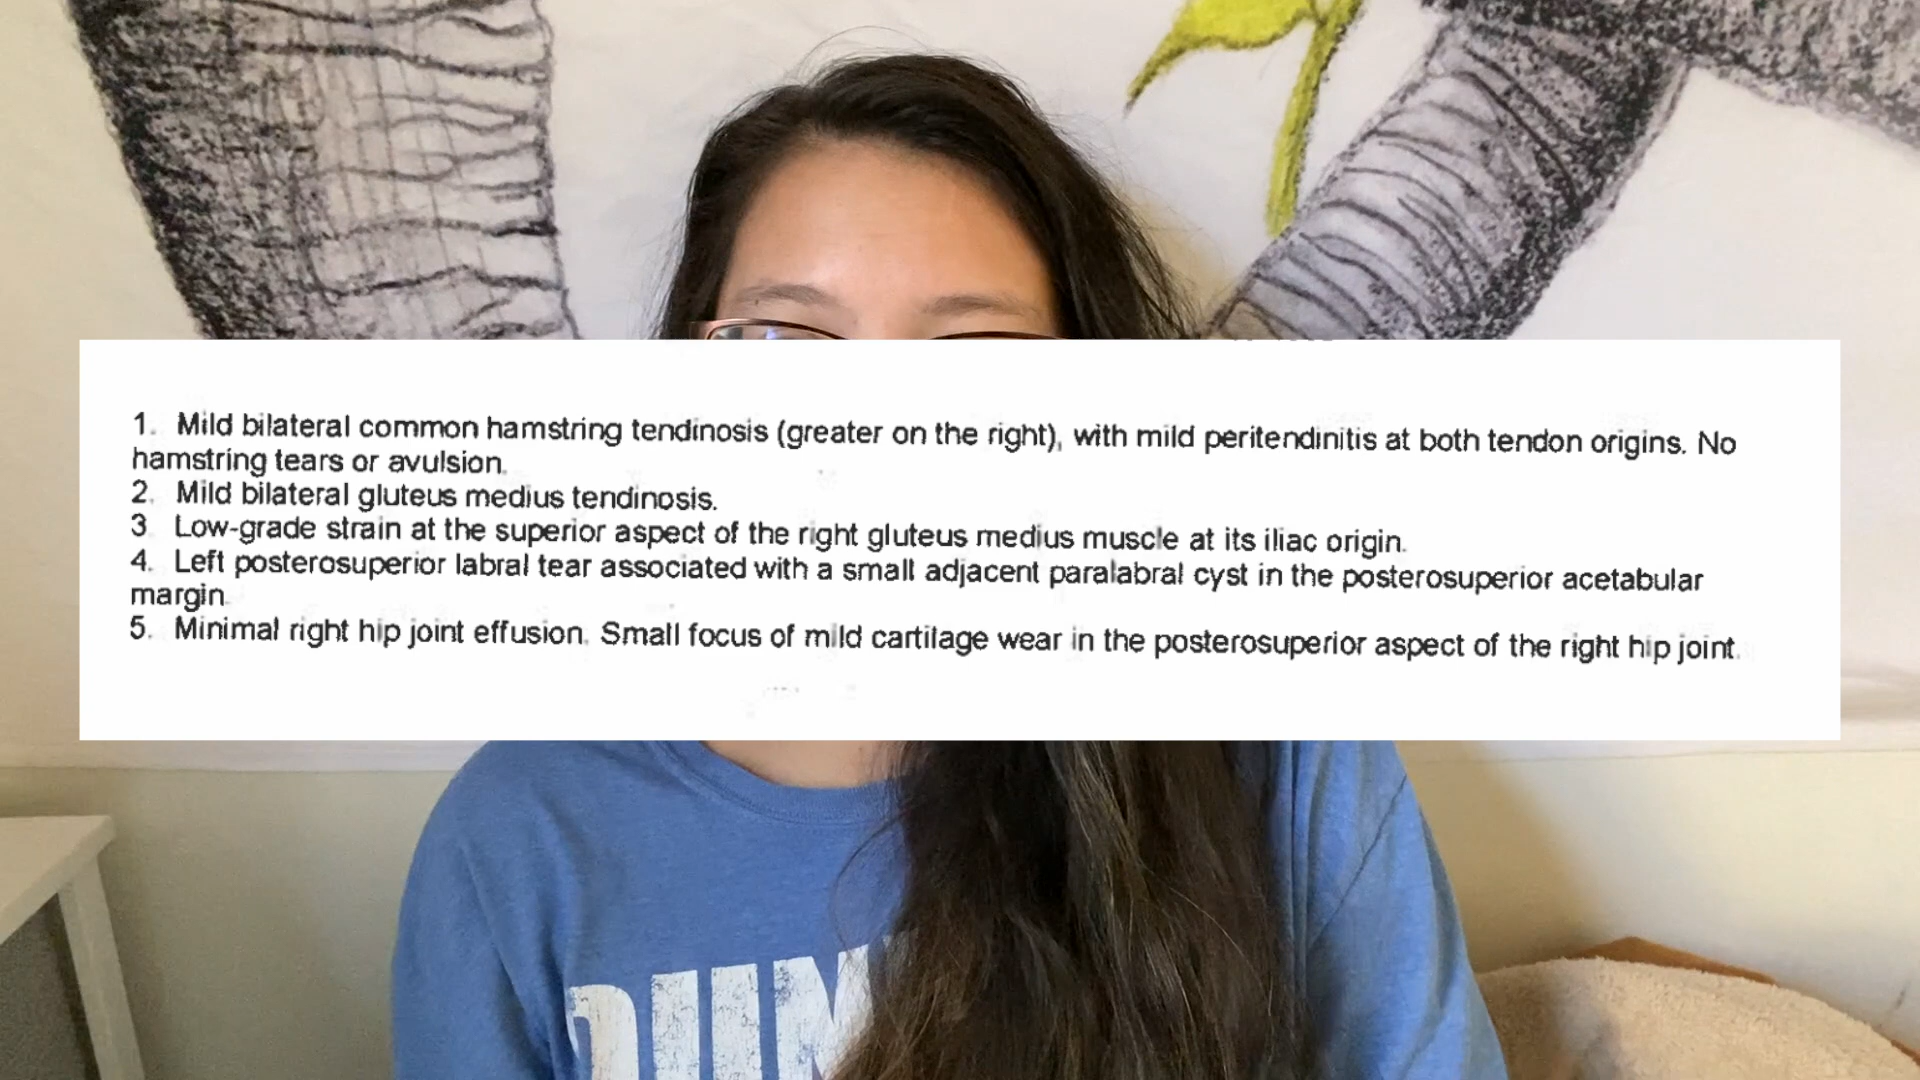 1. Mild bilateral common hamstring tendinosis (greater on the right), with mild peritendinitis at both tendon origins. No
hamstring tears or avulsion.
2. Mild bilateral gluteus medius tendinosis.
3 Low-grade strain at the superior aspect of the right gluteus medius muscle at its iliac origin.
4. Left posterosuperior labral tear associated with a small adjacent paralabral cyst in the posterosuperior acetabular
margin.
5. Minimal right hip joint effusion. Small focus of mild cartilage wear in the posterosuperior aspect of the right hip joint.